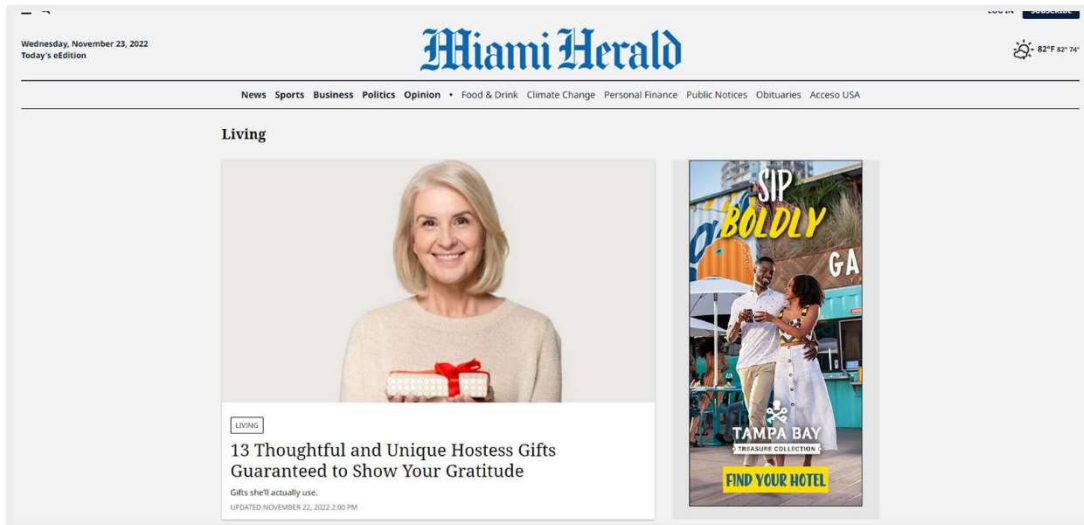 LOG IN SUBSCRIBE
Wednesday, November 23, 2022
Today's eEdition
Miami Herald
82°F 82° 74°
News Sports Business Politics Opinion • Food & Drink Climate Change Personal Finance Public Notices Obituaries Acceso USA
Living
SIP
BOLDLY
GA
TAMPA BAY
TREASURE COLLECTION
FIND YOUR HOTEL
LIVING
13 Thoughtful and Unique Hostess Gifts
Guaranteed to Show Your Gratitude
Gifts she'll actually use.
UPDATED NOVEMBER 22, 2022 2:00 PM